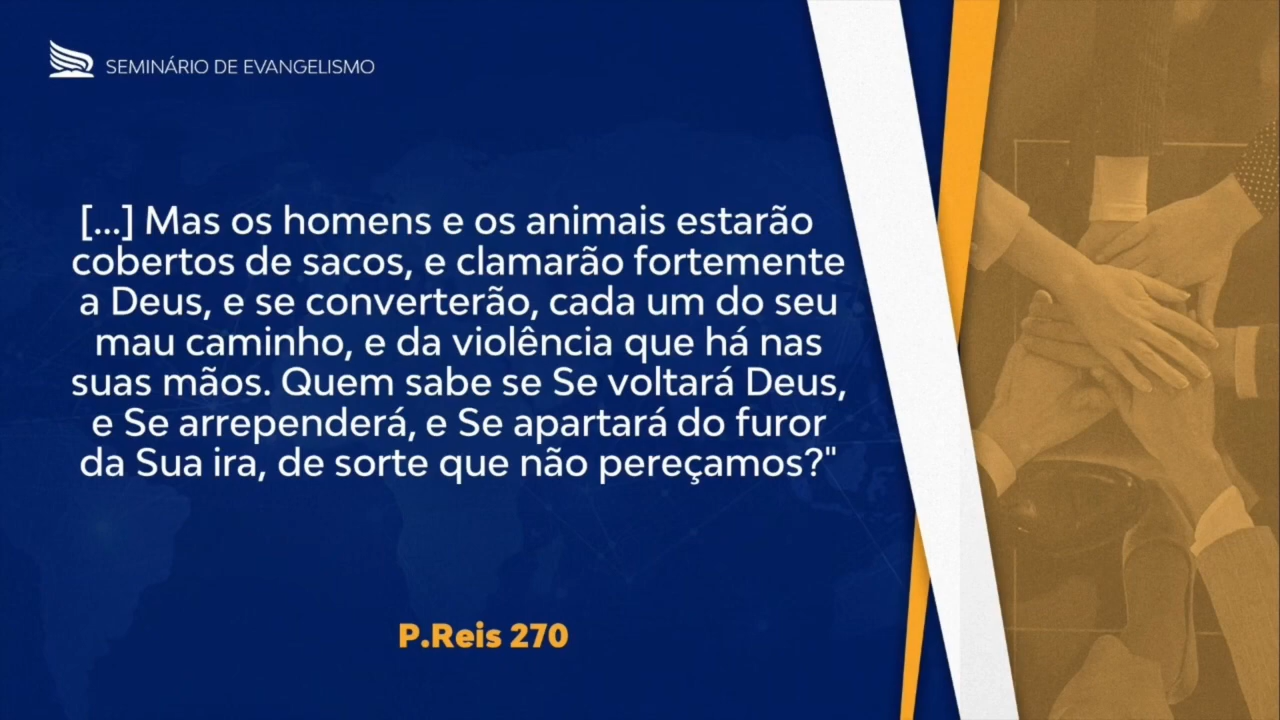 SEMINÁRIO DE EVANGELISMO
[...] Mas os homens e os animais estarão
cobertos de sacos, e clamarão fortemente
a Deus, e se converterão, cada um do seu
mau caminho, e da violência que há nas
suas mãos. Quem sabe se Se voltará Deus,
e Se arrependerá, e Se apartará do furor
da Sua ira, de sorte que não pereçamos?"
P.Reis 270